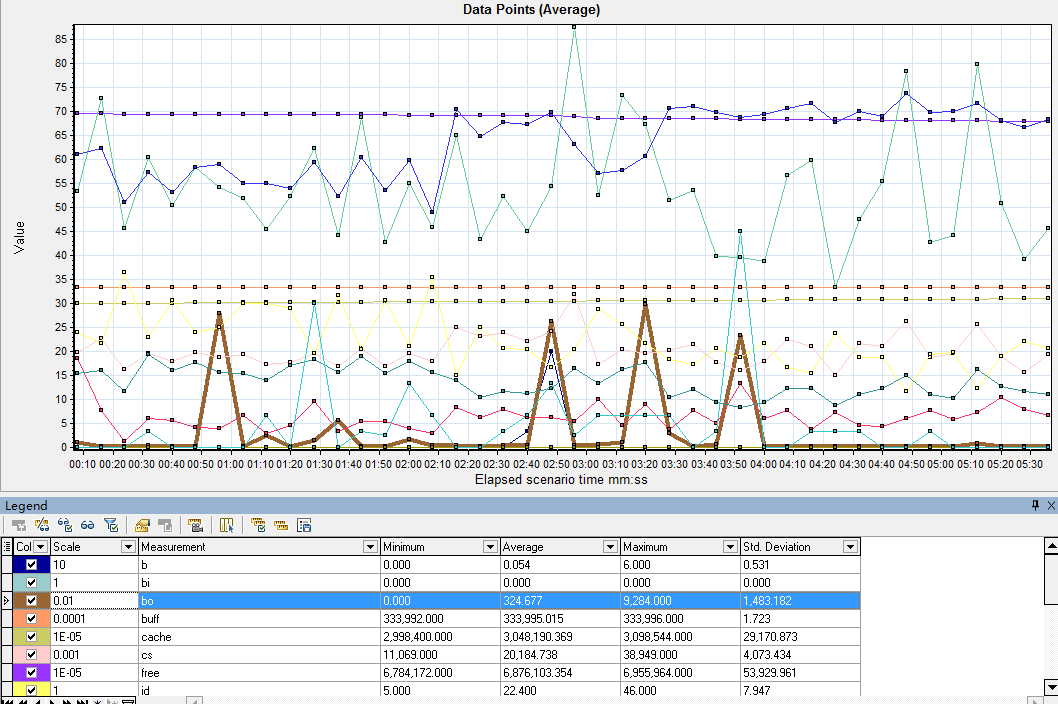 Data Points (Average)
85
80
75
70
65
60
55
50
45
40
35
30
25
20
15
10
5
0
Value
00:10 00:20 00:30 00:40 00:50 01:00 01:10 01:20 01:30 01:40 01:50 02:00 02:10 02:20 02:30 02:40 02:50 03:00 03:10 03:20 03:30 03:40 03:50 04:00 04:10 04:20 04:30 04:40 04:50 05:00 05:10 05:20 05:30
Elapsed scenario time mm:ss
Legend
Col Scale Measurement Minimum Average Maximum Std. Deviation
10 b 0.000 0.054 6.000 0.531
1 bi 0.000 0.000 0.000 0.000
0.01 bo 0.000 324.677 9,284.000 1,483.182
0.0001 buff 333,992.000 333,995.015 333,996.000 1.723
1E-05 cache 2,998,400.000 3,048,190.369 3,098,544.000 29,170.873
0.001 cs 11,069.000 20,184.738 38,949.000 4,073.434
1E-05 free 6,784,172.000 6,876,103.354 6,955,964.000 53,929.961
1 id 5.000 22.400 46.000 7.947